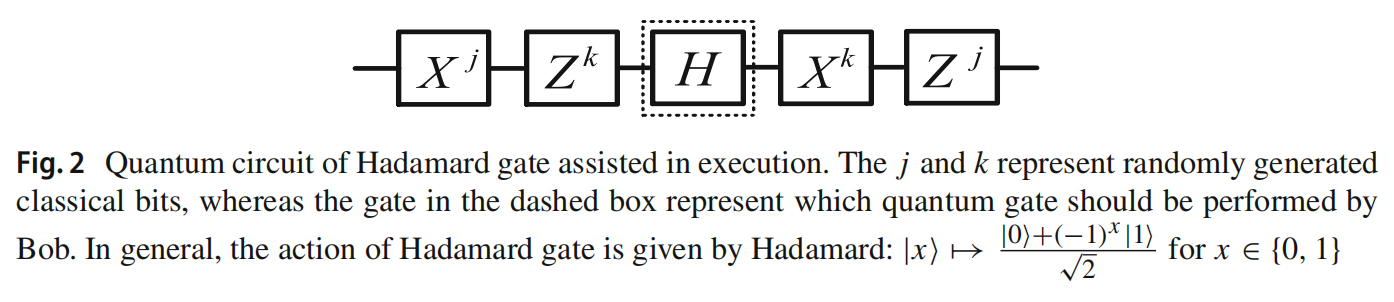 X^j Z^k H X^k Z^j
Fig. 2 Quantum circuit of Hadamard gate assisted in execution. The j and k represent randomly generated
classical bits, whereas the gate in the dashed box represent which quantum gate should be performed by
Bob. In general, the action of Hadamard gate is given by Hadamard: |x⟩ ↦ \frac{|0⟩+(−1)^x|1⟩}{\sqrt{2}} for x ∈ {0, 1}